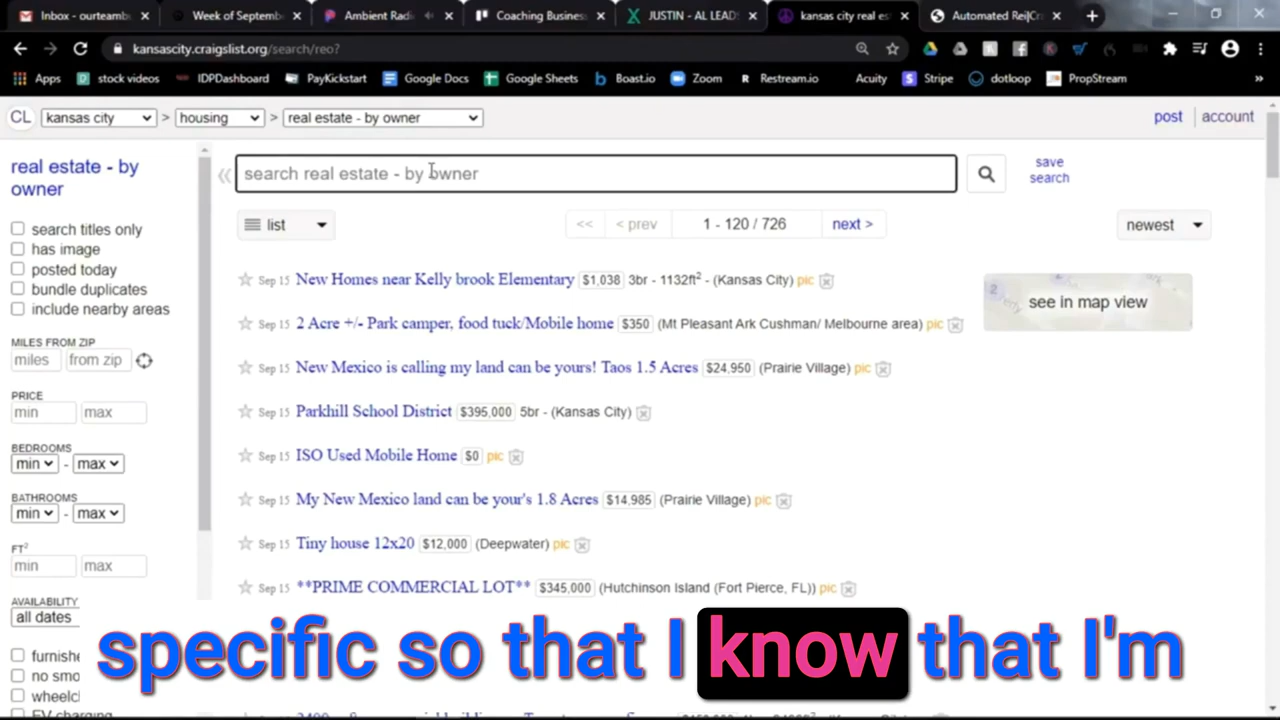 Inbox - ourteamb
Week of Septemb
Ambient Radi
Coaching Busines
JUSTIN - AL LEADS
kansas city real es
Automated Rei|Cr
kansascity.craigslist.org/search/reo?
Apps
stock videos
IDPDashboard
PayKickstart
Google Docs
Google Sheets
Boast.io
Zoom
Restream.io
Acuity
Stripe
dotloop
PropStream
»
CL
kansas city
>
housing
>
real estate - by owner
post
account
real estate - by
owner
search titles only
has image
posted today
bundle duplicates
include nearby areas
MILES FROM ZIP
miles
from zip
PRICE
min
max
BEDROOMS
min - max
BATHROOMS
min - max
FT²
min
max
AVAILABILITY
all dates
furnishe
no smo
wheelc
EV charging
«
search real estate - by owner
save
search
list
<<
< prev
1 - 120 / 726
next >
newest
Sep 15 New Homes near Kelly brook Elementary $1,038 3br - 1132ft² - (Kansas City) pic
Sep 15 2 Acre +/- Park camper, food tuck/Mobile home $350 (Mt Pleasant Ark Cushman/ Melbourne area) pic
Sep 15 New Mexico is calling my land can be yours! Taos 1.5 Acres $24,950 (Prairie Village) pic
Sep 15 Parkhill School District $395,000 5br - (Kansas City)
Sep 15 ISO Used Mobile Home $0 pic
Sep 15 My New Mexico land can be your's 1.8 Acres $14,985 (Prairie Village) pic
Sep 15 Tiny house 12x20 $12,000 (Deepwater) pic
Sep 15 **PRIME COMMERCIAL LOT** $345,000 (Hutchinson Island (Fort Pierce, FL)) pic
see in map view
specific so that I know that I'm